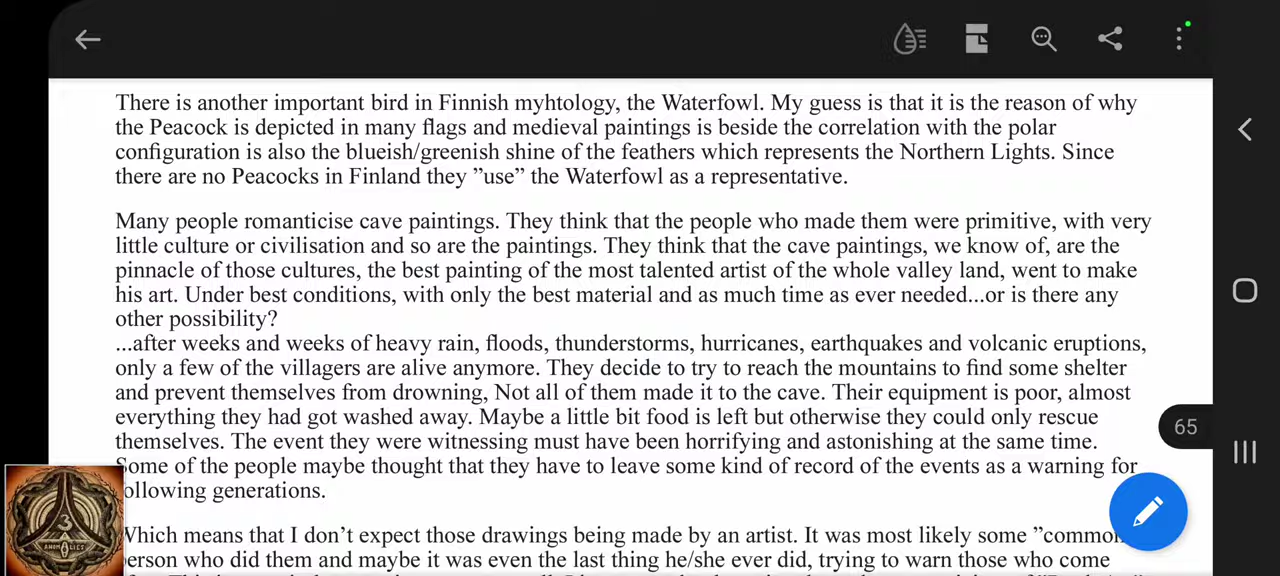 There is another important bird in Finnish myhtology, the Waterfowl. My guess is that it is the reason of why
the Peacock is depicted in many flags and medieval paintings is beside the correlation with the polar
configuration is also the blueish/greenish shine of the feathers which represents the Northern Lights. Since
there are no Peacocks in Finland they ”use” the Waterfowl as a representative.
Many people romanticise cave paintings. They think that the people who made them were primitive, with very
little culture or civilisation and so are the paintings. They think that the cave paintings, we know of, are the
pinnacle of those cultures, the best painting of the most talented artist of the whole valley land, went to make
his art. Under best conditions, with only the best material and as much time as ever needed...or is there any
other possibility?
...after weeks and weeks of heavy rain, floods, thunderstorms, hurricanes, earthquakes and volcanic eruptions,
only a few of the villagers are alive anymore. They decide to try to reach the mountains to find some shelter
and prevent themselves from drowning, Not all of them made it to the cave. Their equipment is poor, almost
everything they had got washed away. Maybe a little bit food is left but otherwise they could only rescue
65
themselves. The event they were witnessing must have been horrifying and astonishing at the same time.
Some of the people maybe thought that they have to leave some kind of record of the events as a warning for
following generations.
Which means that I don’t expect those drawings being made by an artist. It was most likely some ”common
person who did them and maybe it was even the last thing he/she ever did, trying to warn those who come
3